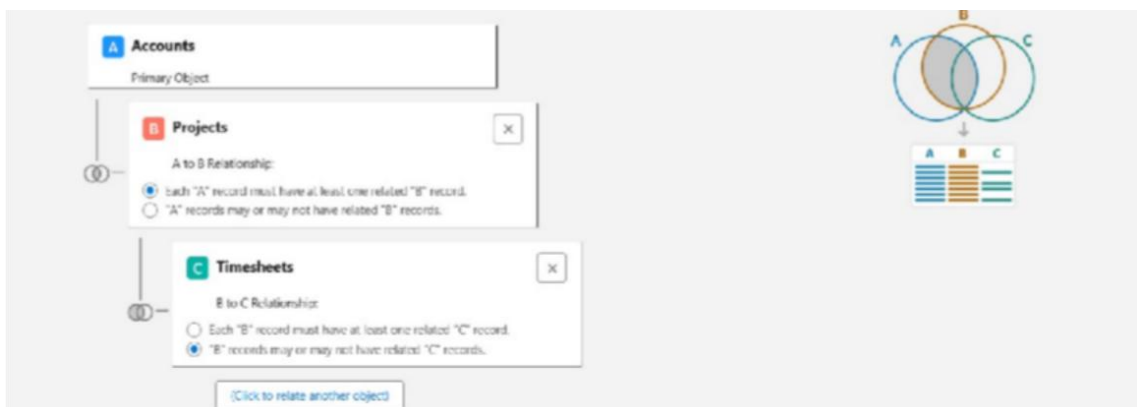 A Accounts
Primary Object
B Projects
A to B Relationship:
Each "A" record must have at least one related "B" record.
"A" records may or may not have related "B" records.
C Timesheets
B to C Relationship:
Each "B" record must have at least one related "C" record.
"B" records may or may not have related "C" records.
(Click to relate another object)
B
A C
A B C